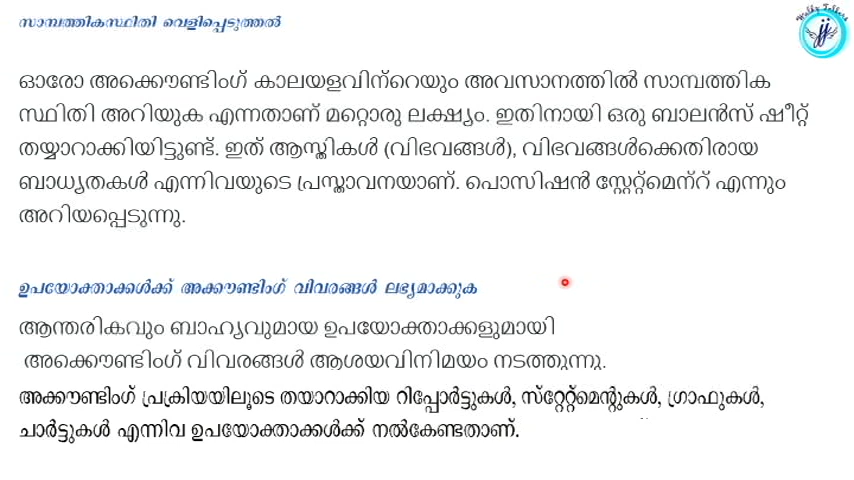 സാമ്പത്തികസ്ഥിതി വെളിപ്പെടുത്തൽ
ഓരോ അക്കൌണ്ടിംഗ് കാലയളവിന്റെയും അവസാനത്തിൽ സാമ്പത്തിക
സ്ഥിതി അറിയുക എന്നതാണ് മറ്റൊരു ലക്ഷ്യം. ഇതിനായി ഒരു ബാലൻസ് ഷീറ്റ്
തയ്യാറാക്കിയിട്ടുണ്ട്. ഇത് ആസ്തികൾ (വിഭവങ്ങൾ), വിഭവങ്ങൾക്കെതിരായ
ബാധ്യതകൾ എന്നിവയുടെ പ്രസ്താവനയാണ്. പൊസിഷൻ സ്റ്റേറ്റ്മെന്റ് എന്നും
അറിയപ്പെടുന്നു.
ഉപയോക്താക്കൾക്ക് അക്കൗണ്ടിംഗ് വിവരങ്ങൾ ലഭ്യമാക്കുക
ആന്തരികവും ബാഹ്യവുമായ ഉപയോക്താക്കളുമായി
അക്കൌണ്ടിംഗ് വിവരങ്ങൾ ആശയവിനിമയം നടത്തുന്നു.
അക്കൗണ്ടിംഗ് പ്രക്രിയയിലൂടെ തയാറാക്കിയ റിപ്പോർട്ടുകൾ, സ്റ്റേറ്റ്മെന്റുകൾ, ഗ്രാഫുകൾ,
ചാർട്ടുകൾ എന്നിവ ഉപയോക്താക്കൾക്ക് നൽകേണ്ടതാണ്.